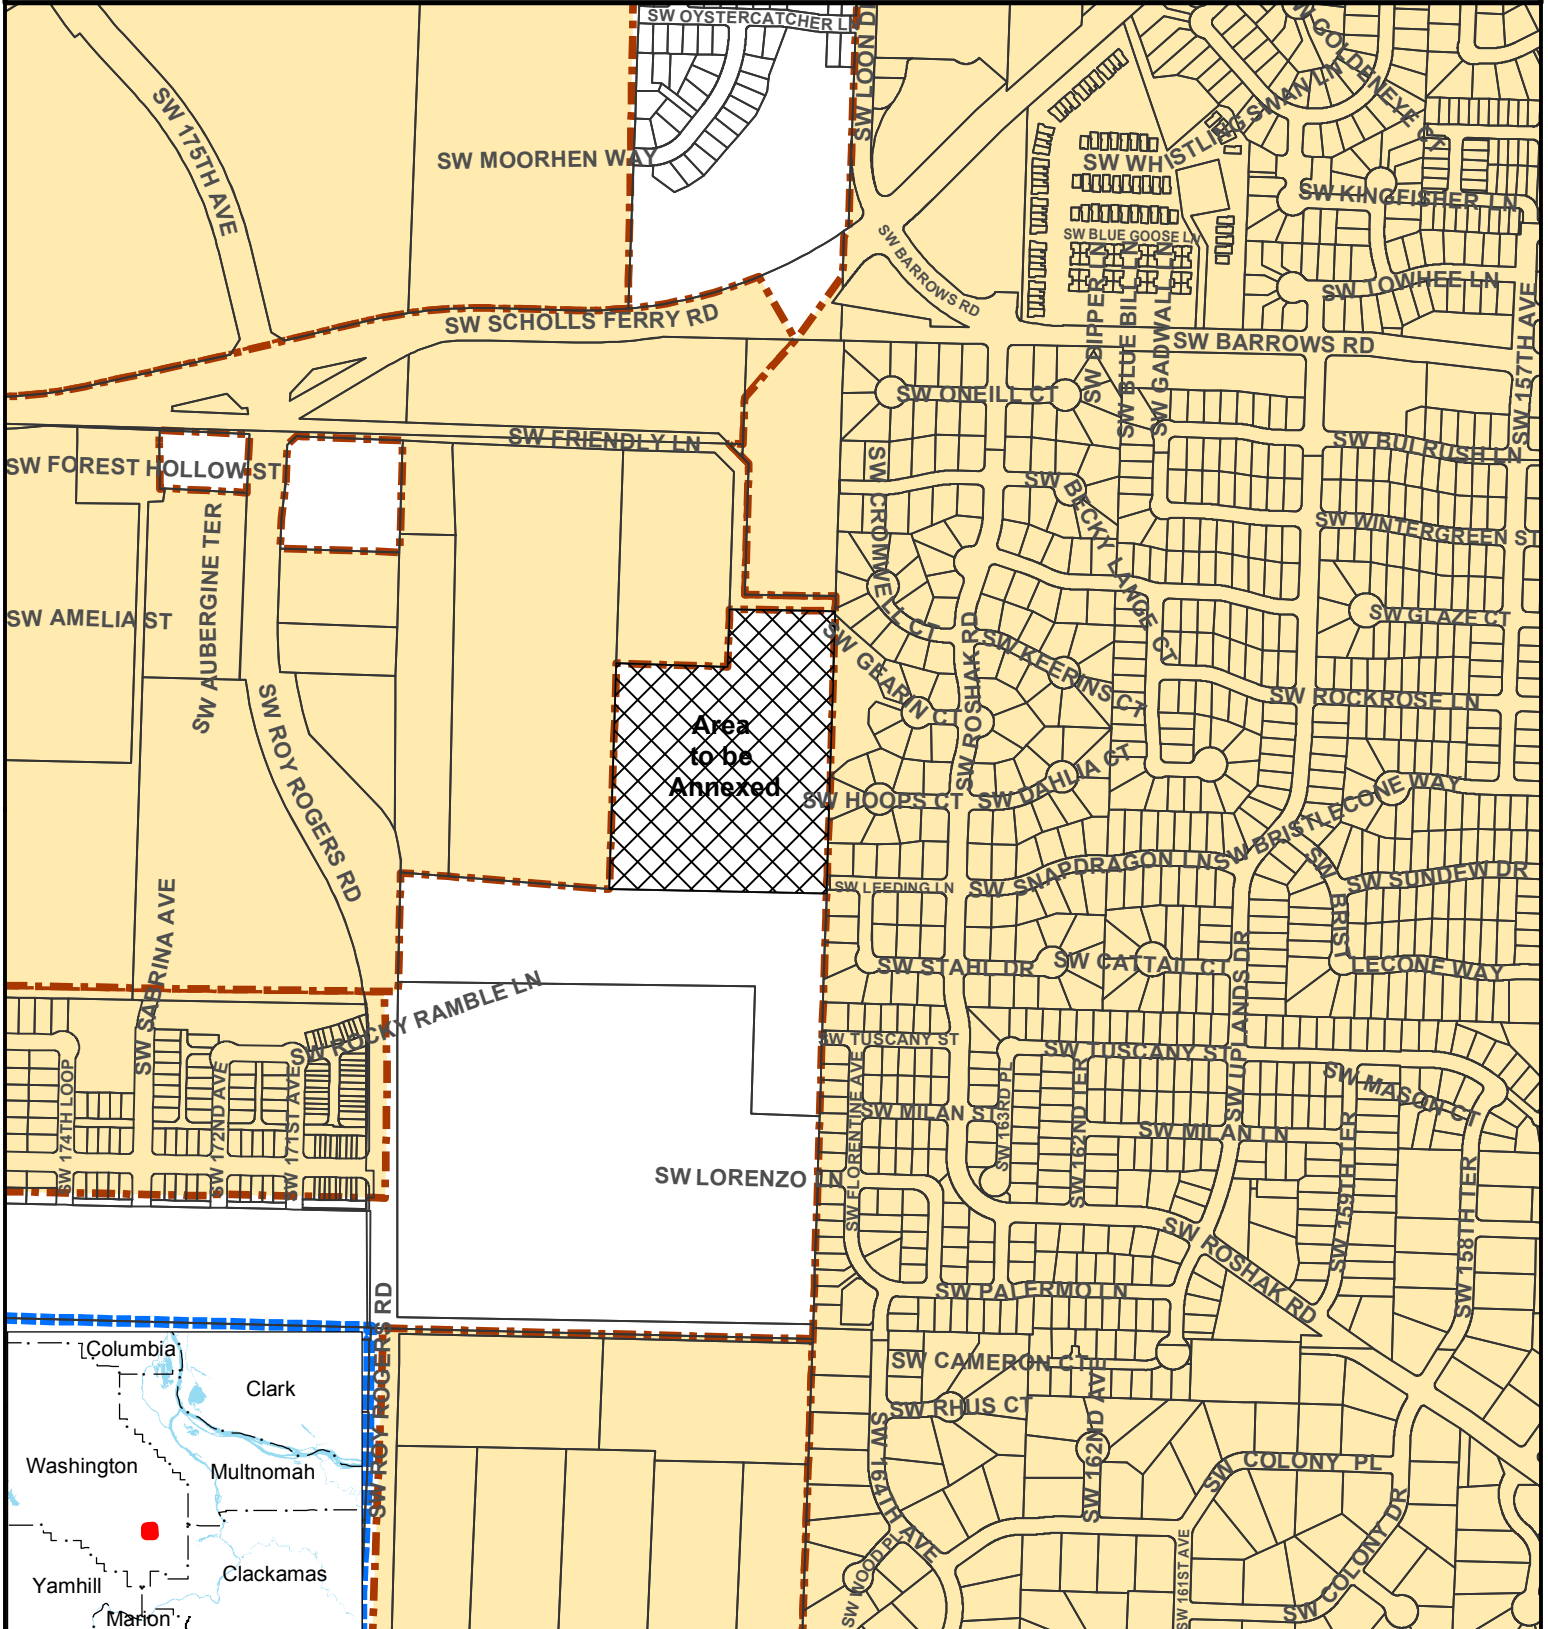 SW OYSTERCATCHER L
SW LOON D
SW GOLDENEYE CT
SW 175TH AVE
SW MOORHEN WAY
SW WHISTLING SWAN LN
SW KINGFISHER LN
SW BARROWS RD
SW BLUE GOOSE LN
SW TOWHEE LN
SW SCHOLLS FERRY RD
SW DIPPER LN
SW BLUE BILL LN
SW GADWALL LN
SW BARROWS RD
SW 157TH AVE
SW ONEILL CT
SW FRIENDLY LN
SW BULRUSH LN
SW FOREST HOLLOW ST
SW CROMWELL CT
SW BECKY LANGE CT
SW WINTERGREEN ST
SW AUBERGINE TER
SW AMELIA ST
SW GLAZE CT
SW GEARIN CT
SW ROSHAK RD
SW KEERINS CT
SW ROCKROSE LN
SW ROY ROGERS RD
Area
to be
Annexed
SW HOOPS CT
SW DAHLIA CT
SW BRISTLECONE WAY
SW SNAPDRAGON LN
SW LEEDING LN
SW SUNDEW DR
SW BRIST
LECONE WAY
SW SABRINA AVE
SW STAHL DR
SW CATTAIL CT
SW UPLANDS DR
SW ROCKY RAMBLE LN
SW TUSCANY ST
SW TUSCANY ST
SW MASON CT
SW 174TH LOOP
SW 172ND AVE
SW 171ST AVE
SW FLORENTINE AVE
SW MILAN ST
SW 163RD PL
SW 162ND TER
SW MILAN LN
SW 159TH TER
SW 158TH TER
SW LORENZO LN
SW ROSHAK RD
SW PALERMO LN
SW ROY ROGERS RD
SW CAMERON CT
SW RHUS CT
SW 164TH AVE
SW 162ND AVE
SW COLONY PL
SW COLONY DR
SW WOOD PL
SW 161ST AVE
Columbia
Clark
Washington
Multnomah
Yamhill
Clackamas
Marion